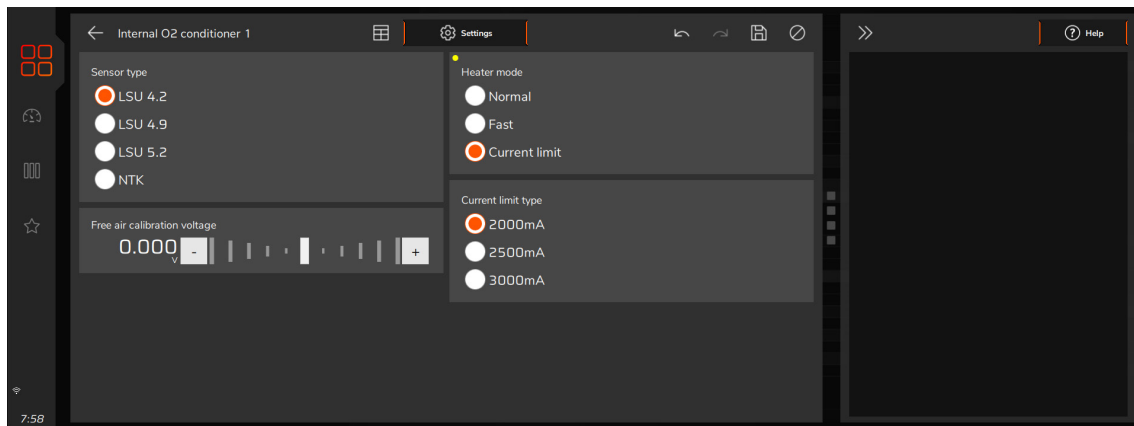 Internal O2 conditioner 1
Settings
? Help
Sensor type
LSU 4.2
LSU 4.9
LSU 5.2
NTK
Free air calibration voltage
0.000
V
-
+
Heater mode
Normal
Fast
Current limit
Current limit type
2000mA
2500mA
3000mA
7:58